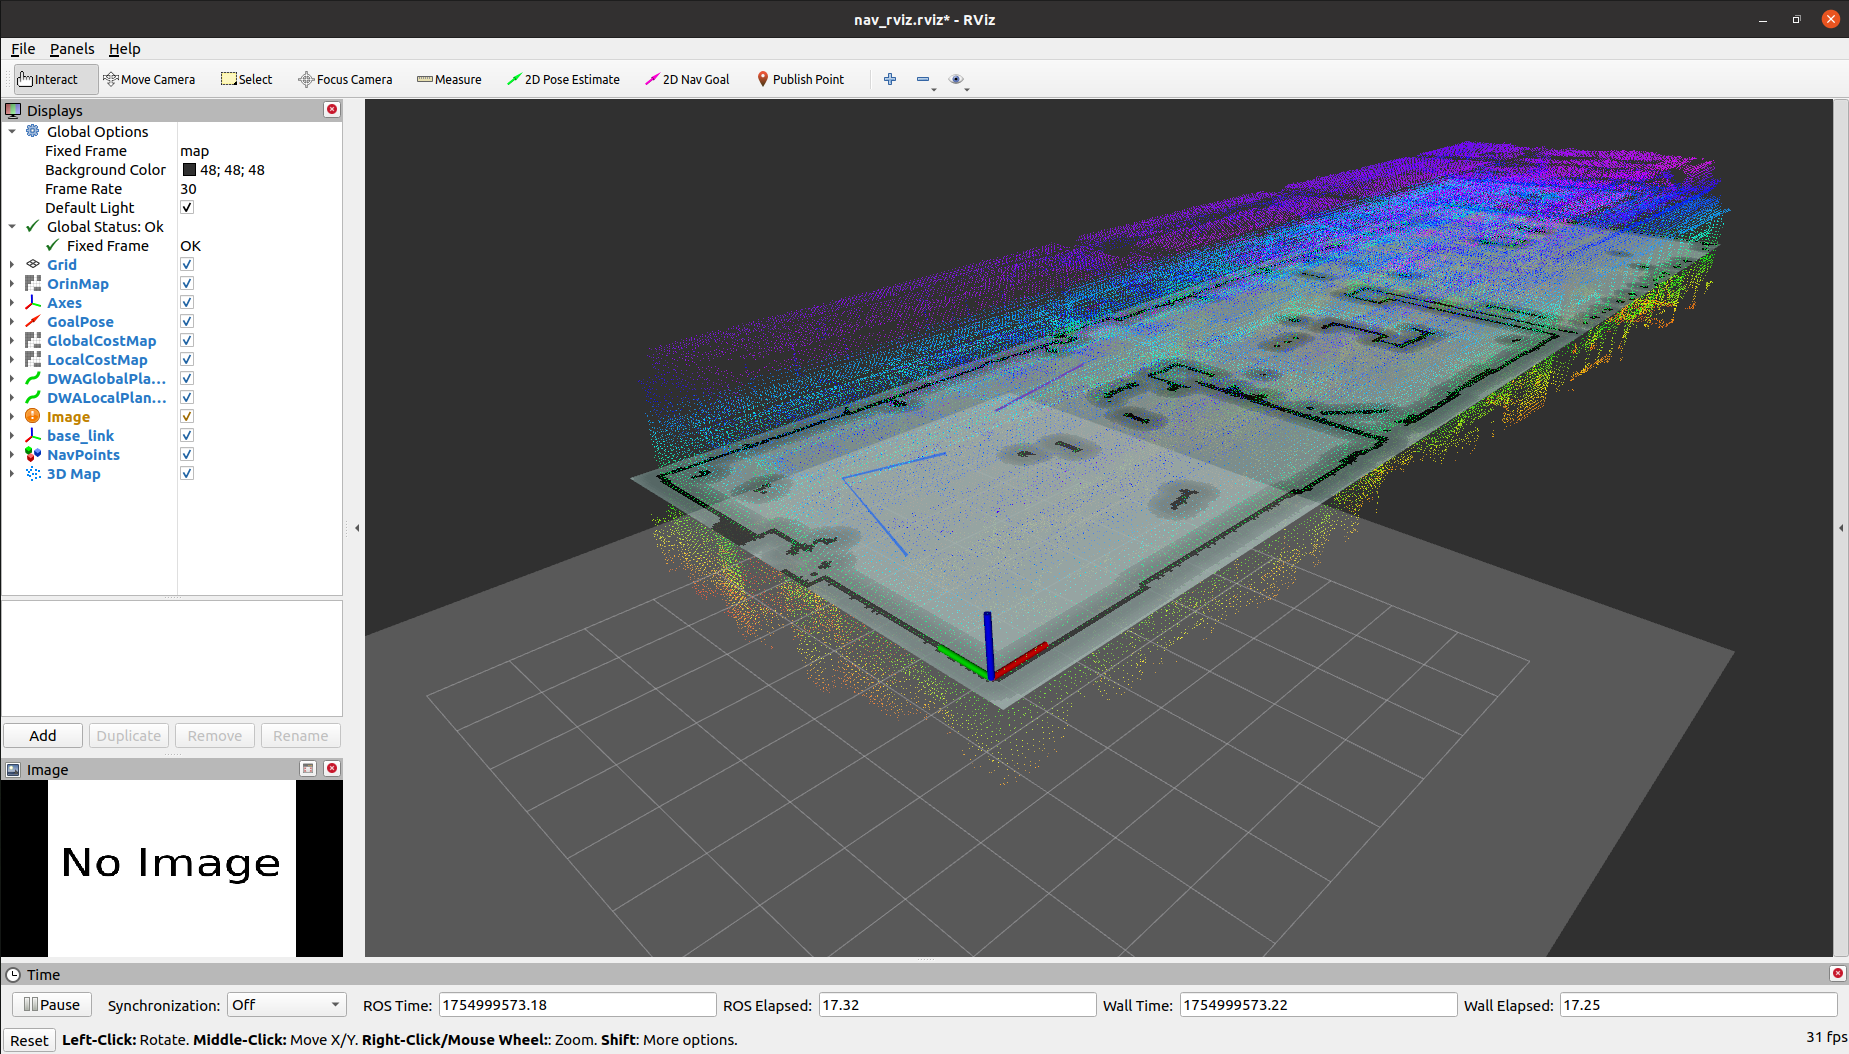 nav_rviz.rviz* - RViz
File Panels Help
Interact Move Camera Select Focus Camera Measure 2D Pose Estimate 2D Nav Goal Publish Point
Displays
Global Options
Fixed Frame map
Background Color 48; 48; 48
Frame Rate 30
Default Light
Global Status: Ok
Fixed Frame OK
Grid
OrinMap
Axes
GoalPose
GlobalCostMap
LocalCostMap
DWAGlobalPla...
DWALocalPlan...
Image
base_link
NavPoints
3D Map
Add Duplicate Remove Rename
Image
No Image
Time
Pause Synchronization: Off ROS Time: 1754999573.18 ROS Elapsed: 17.32 Wall Time: 1754999573.22 Wall Elapsed: 17.25
Reset Left-Click: Rotate. Middle-Click: Move X/Y. Right-Click/Mouse Wheel:: Zoom. Shift: More options. 31 fps